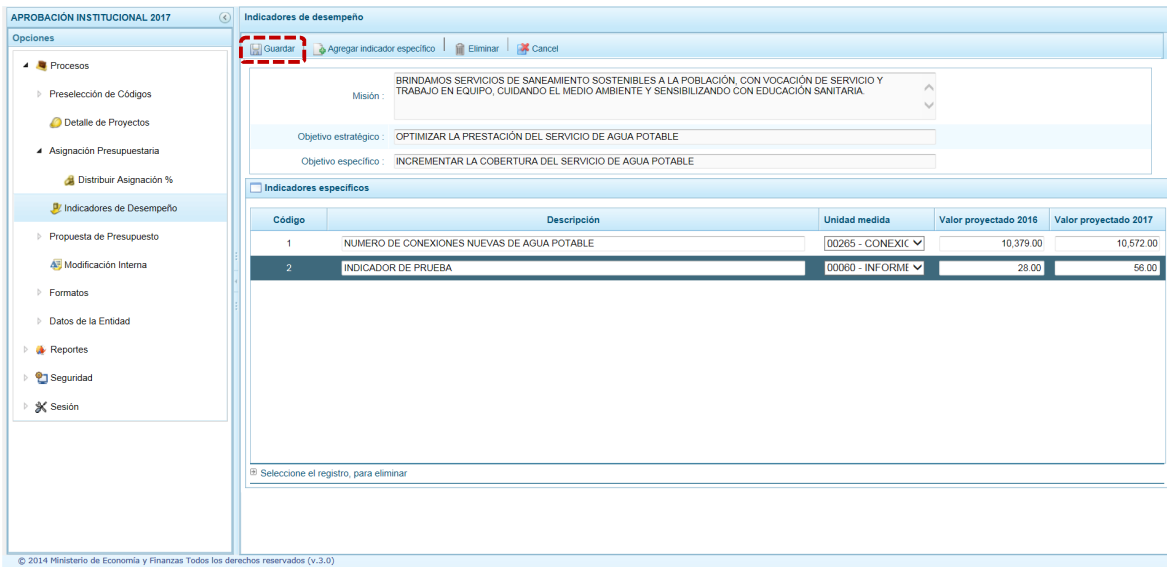 APROBACIÓN INSTITUCIONAL 2017
Opciones
Procesos
Preselección de Códigos
Detalle de Proyectos
Asignación Presupuestaria
Distribuir Asignación %
Indicadores de Desempeño
Propuesta de Presupuesto
Modificación Interna
Formatos
Datos de la Entidad
Reportes
Seguridad
Sesión
Indicadores de desempeño
Guardar Agregar indicador específico Eliminar Cancel
Misión : BRINDAMOS SERVICIOS DE SANEAMIENTO SOSTENIBLES A LA POBLACIÓN, CON VOCACIÓN DE SERVICIO Y
TRABAJO EN EQUIPO, CUIDANDO EL MEDIO AMBIENTE Y SENSIBILIZANDO CON EDUCACIÓN SANITARIA.
Objetivo estratégico : OPTIMIZAR LA PRESTACIÓN DEL SERVICIO DE AGUA POTABLE
Objetivo específico : INCREMENTAR LA COBERTURA DEL SERVICIO DE AGUA POTABLE
Indicadores específicos
Código Descripción Unidad medida Valor proyectado 2016 Valor proyectado 2017
1 NUMERO DE CONEXIONES NUEVAS DE AGUA POTABLE 00265 - CONEXIC 10,379.00 10,572.00
2 INDICADOR DE PRUEBA 00060 - INFORME 28.00 56.00
Seleccione el registro, para eliminar
© 2014 Ministerio de Economía y Finanzas Todos los derechos reservados (v.3.0)